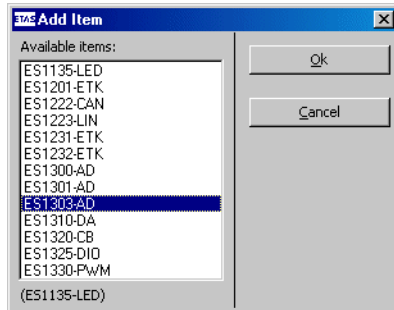 ETAS Add Item
Available items:
ES1135-LED
ES1201-ETK
ES1222-CAN
ES1223-LIN
ES1231-ETK
ES1232-ETK
ES1300-AD
ES1301-AD
ES1303-AD
ES1310-DA
ES1320-CB
ES1325-DIO
ES1330-PWM
(ES1135-LED)
Ok
Cancel